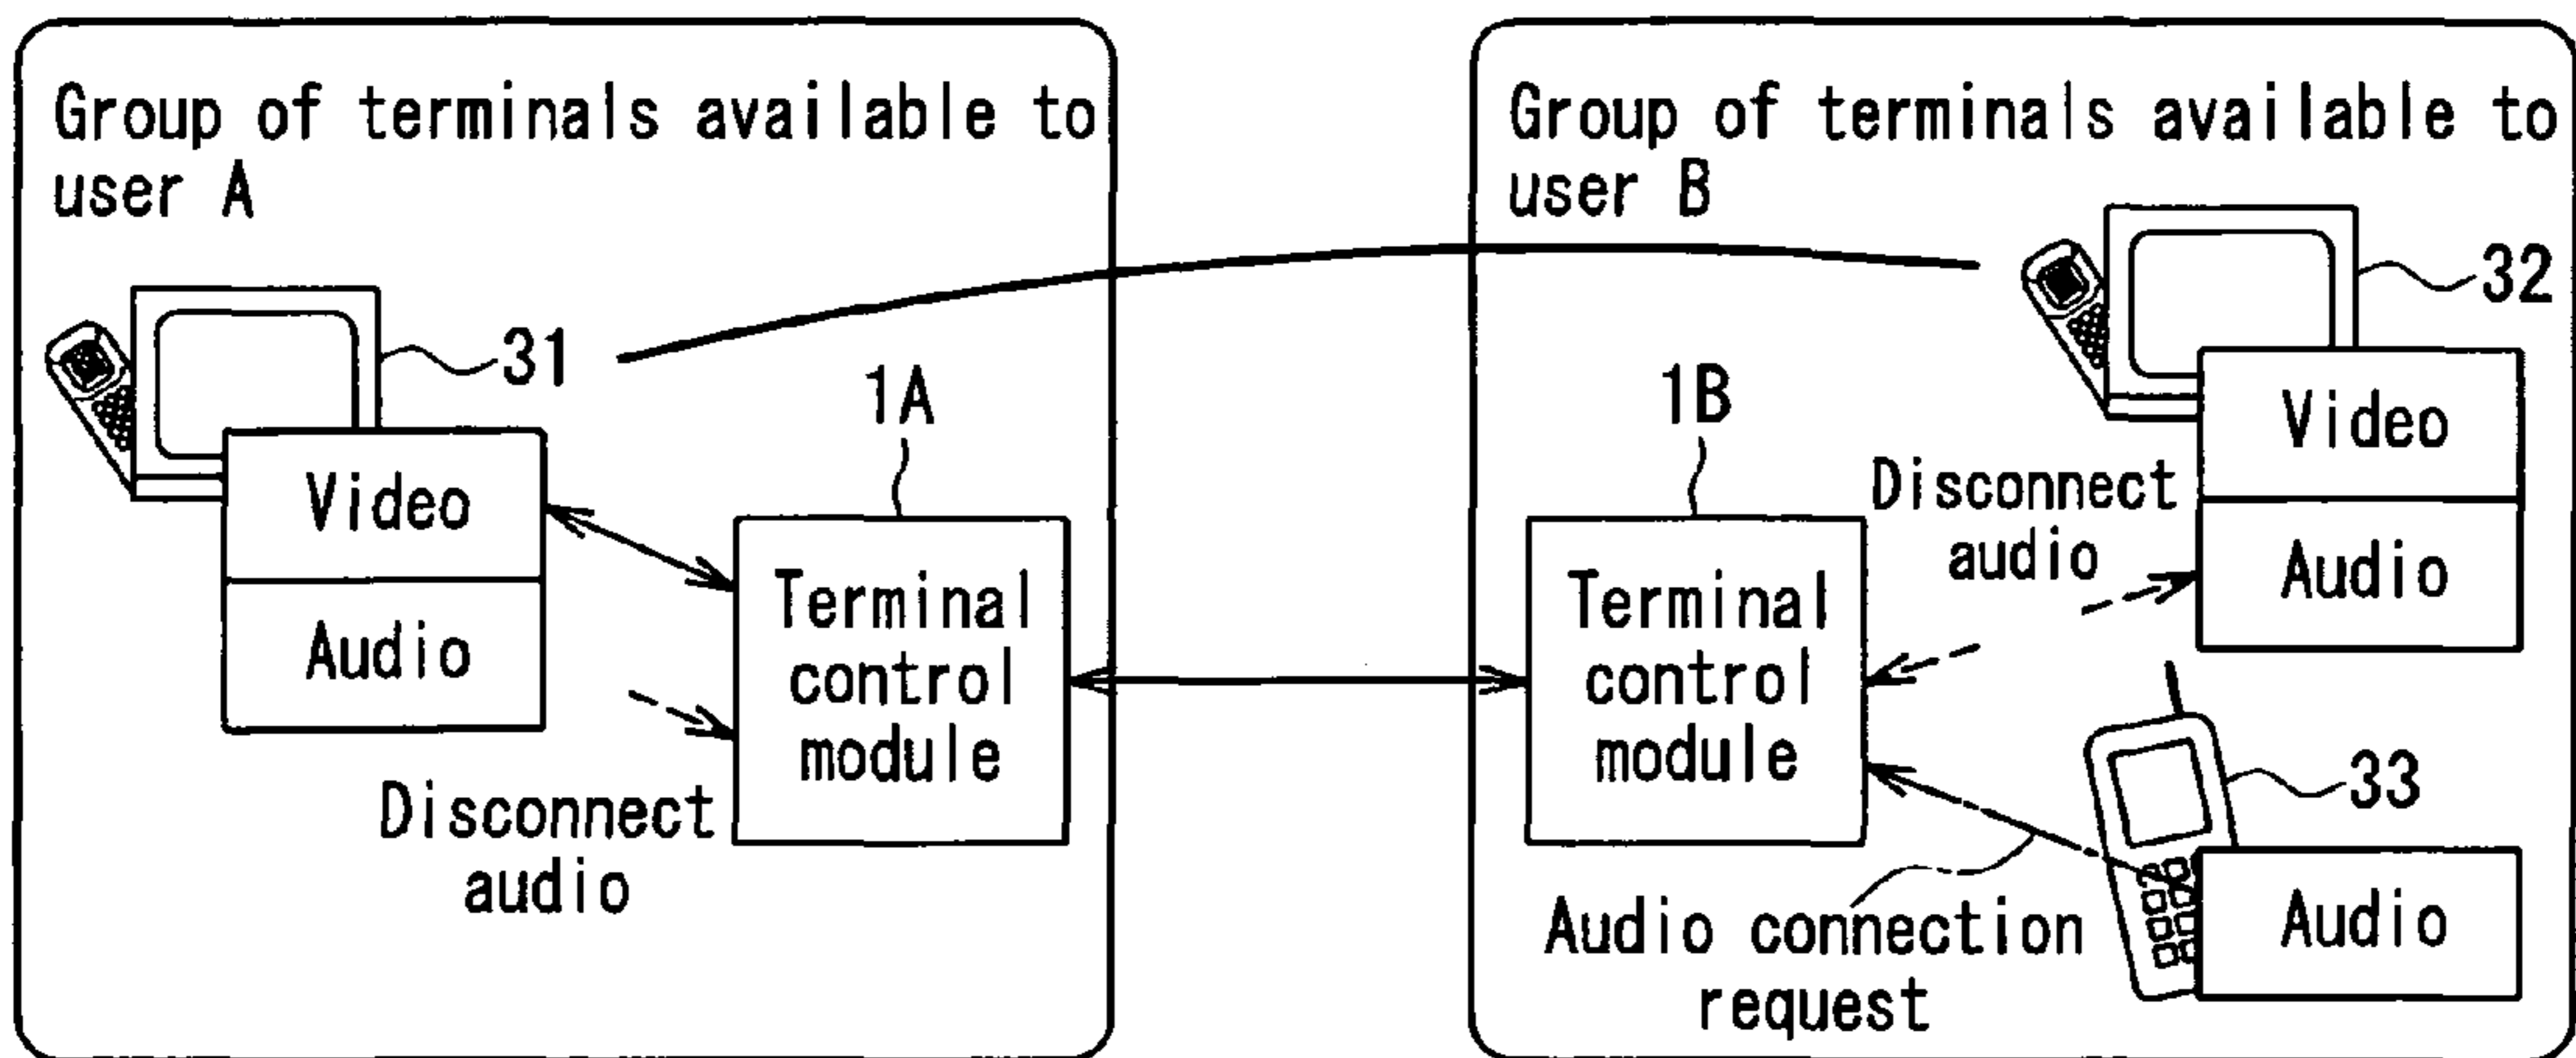 Group of terminals available to
user A
31
1A
Video
Audio
Terminal
control
module
Disconnect
audio
Group of terminals available to
user B
32
1B
Video
Audio
Disconnect
audio
Terminal
control
module
33
Audio
Audio connection
request